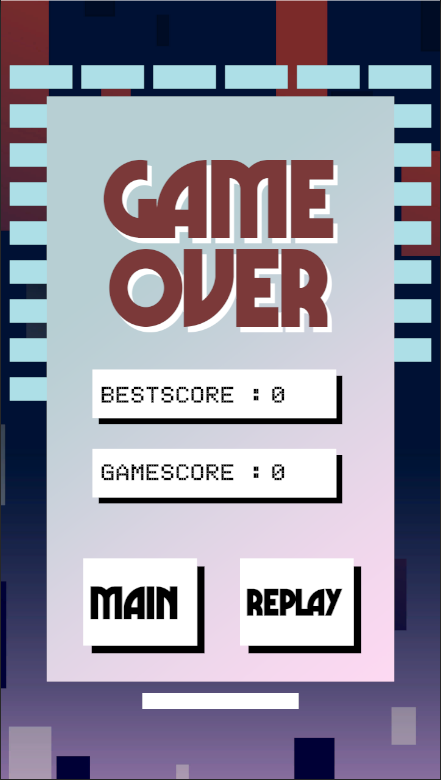 GAME
OVER
BESTSCORE : 0
GAMESCORE : 0
MAIN
REPLAY